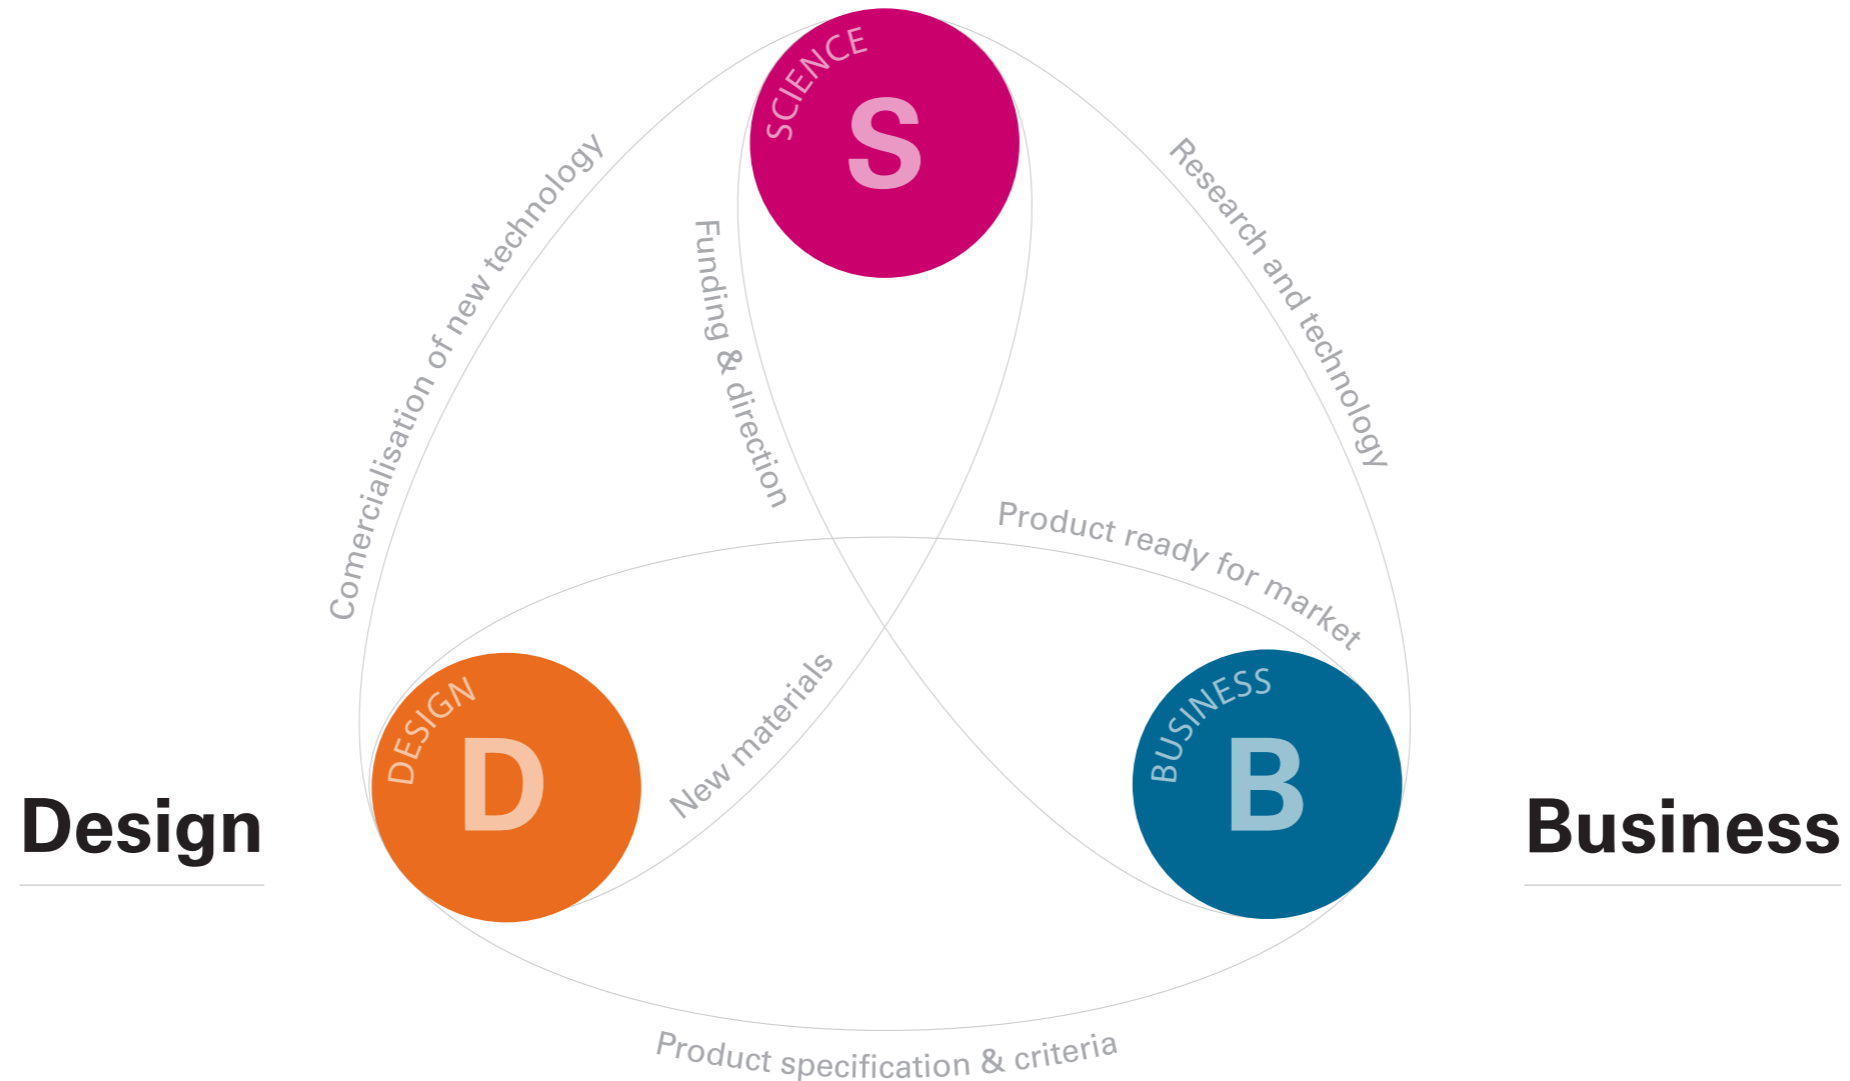 SCIENCE
S
Comercialisation of new technology
Funding & direction
Research and technology
Product ready for market
New materials
DESIGN
D
BUSINESS
B
Design
Business
Product specification & criteria